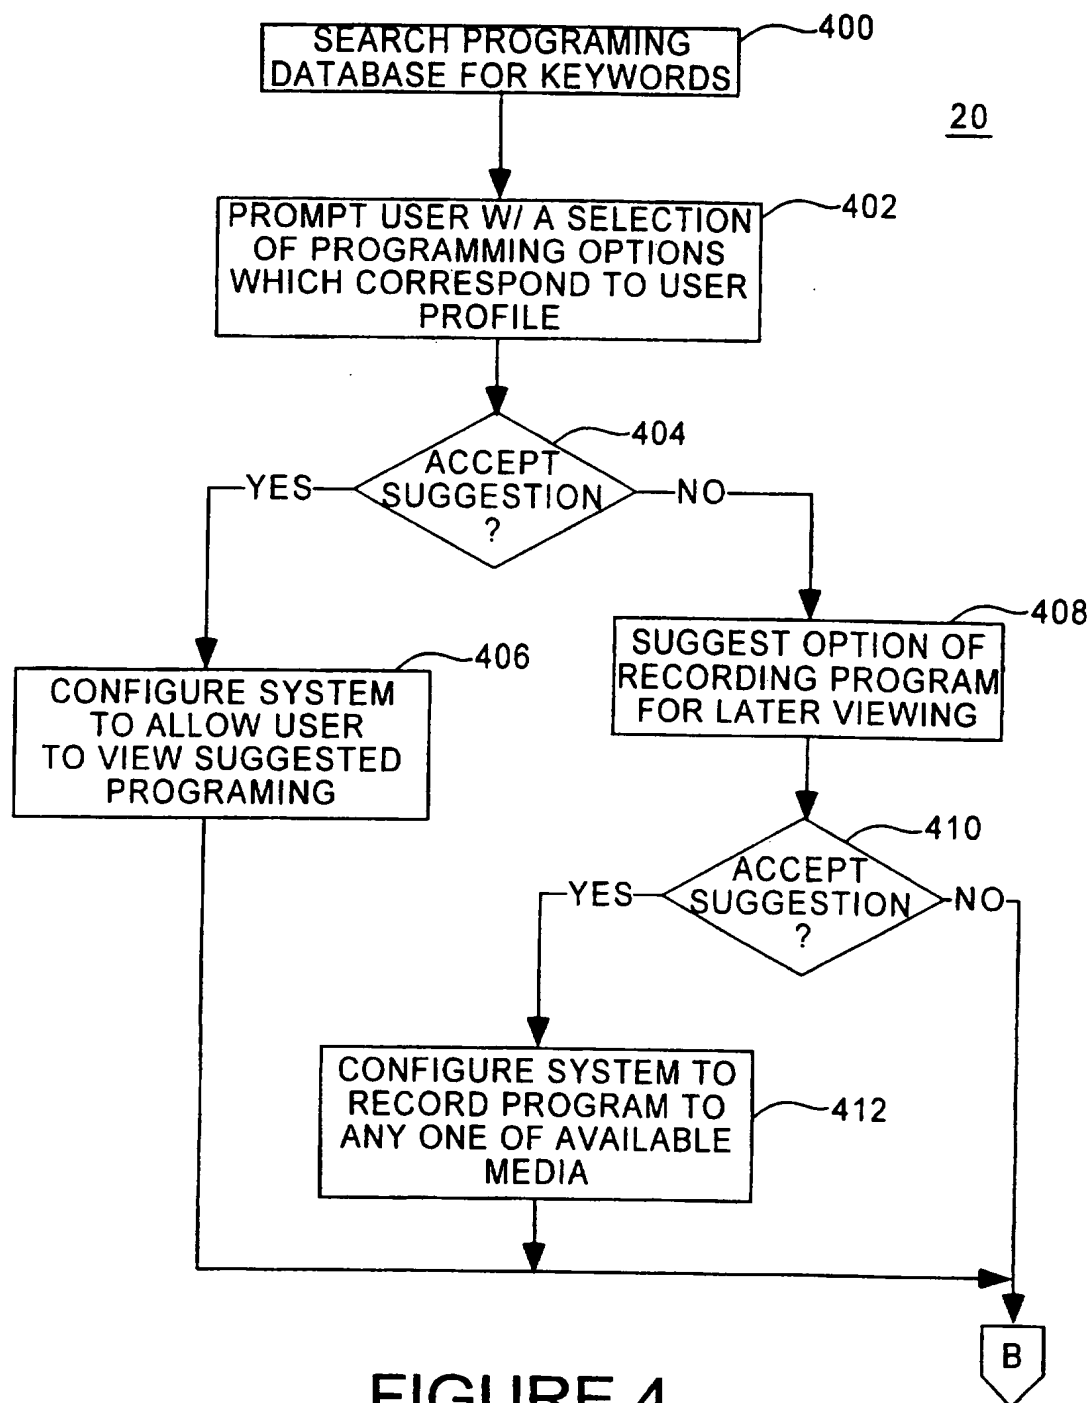 SEARCH PROGRAMING
DATABASE FOR KEYWORDS
400
20
PROMPT USER W/ A SELECTION
OF PROGRAMMING OPTIONS
WHICH CORRESPOND TO USER
PROFILE
402
ACCEPT
SUGGESTION
?
404
YES
NO
CONFIGURE SYSTEM
TO ALLOW USER
TO VIEW SUGGESTED
PROGRAMING
406
SUGGEST OPTION OF
RECORDING PROGRAM
FOR LATER VIEWING
408
ACCEPT
SUGGESTION
?
410
YES
NO
CONFIGURE SYSTEM TO
RECORD PROGRAM TO
ANY ONE OF AVAILABLE
MEDIA
412
B
FIGURE 4